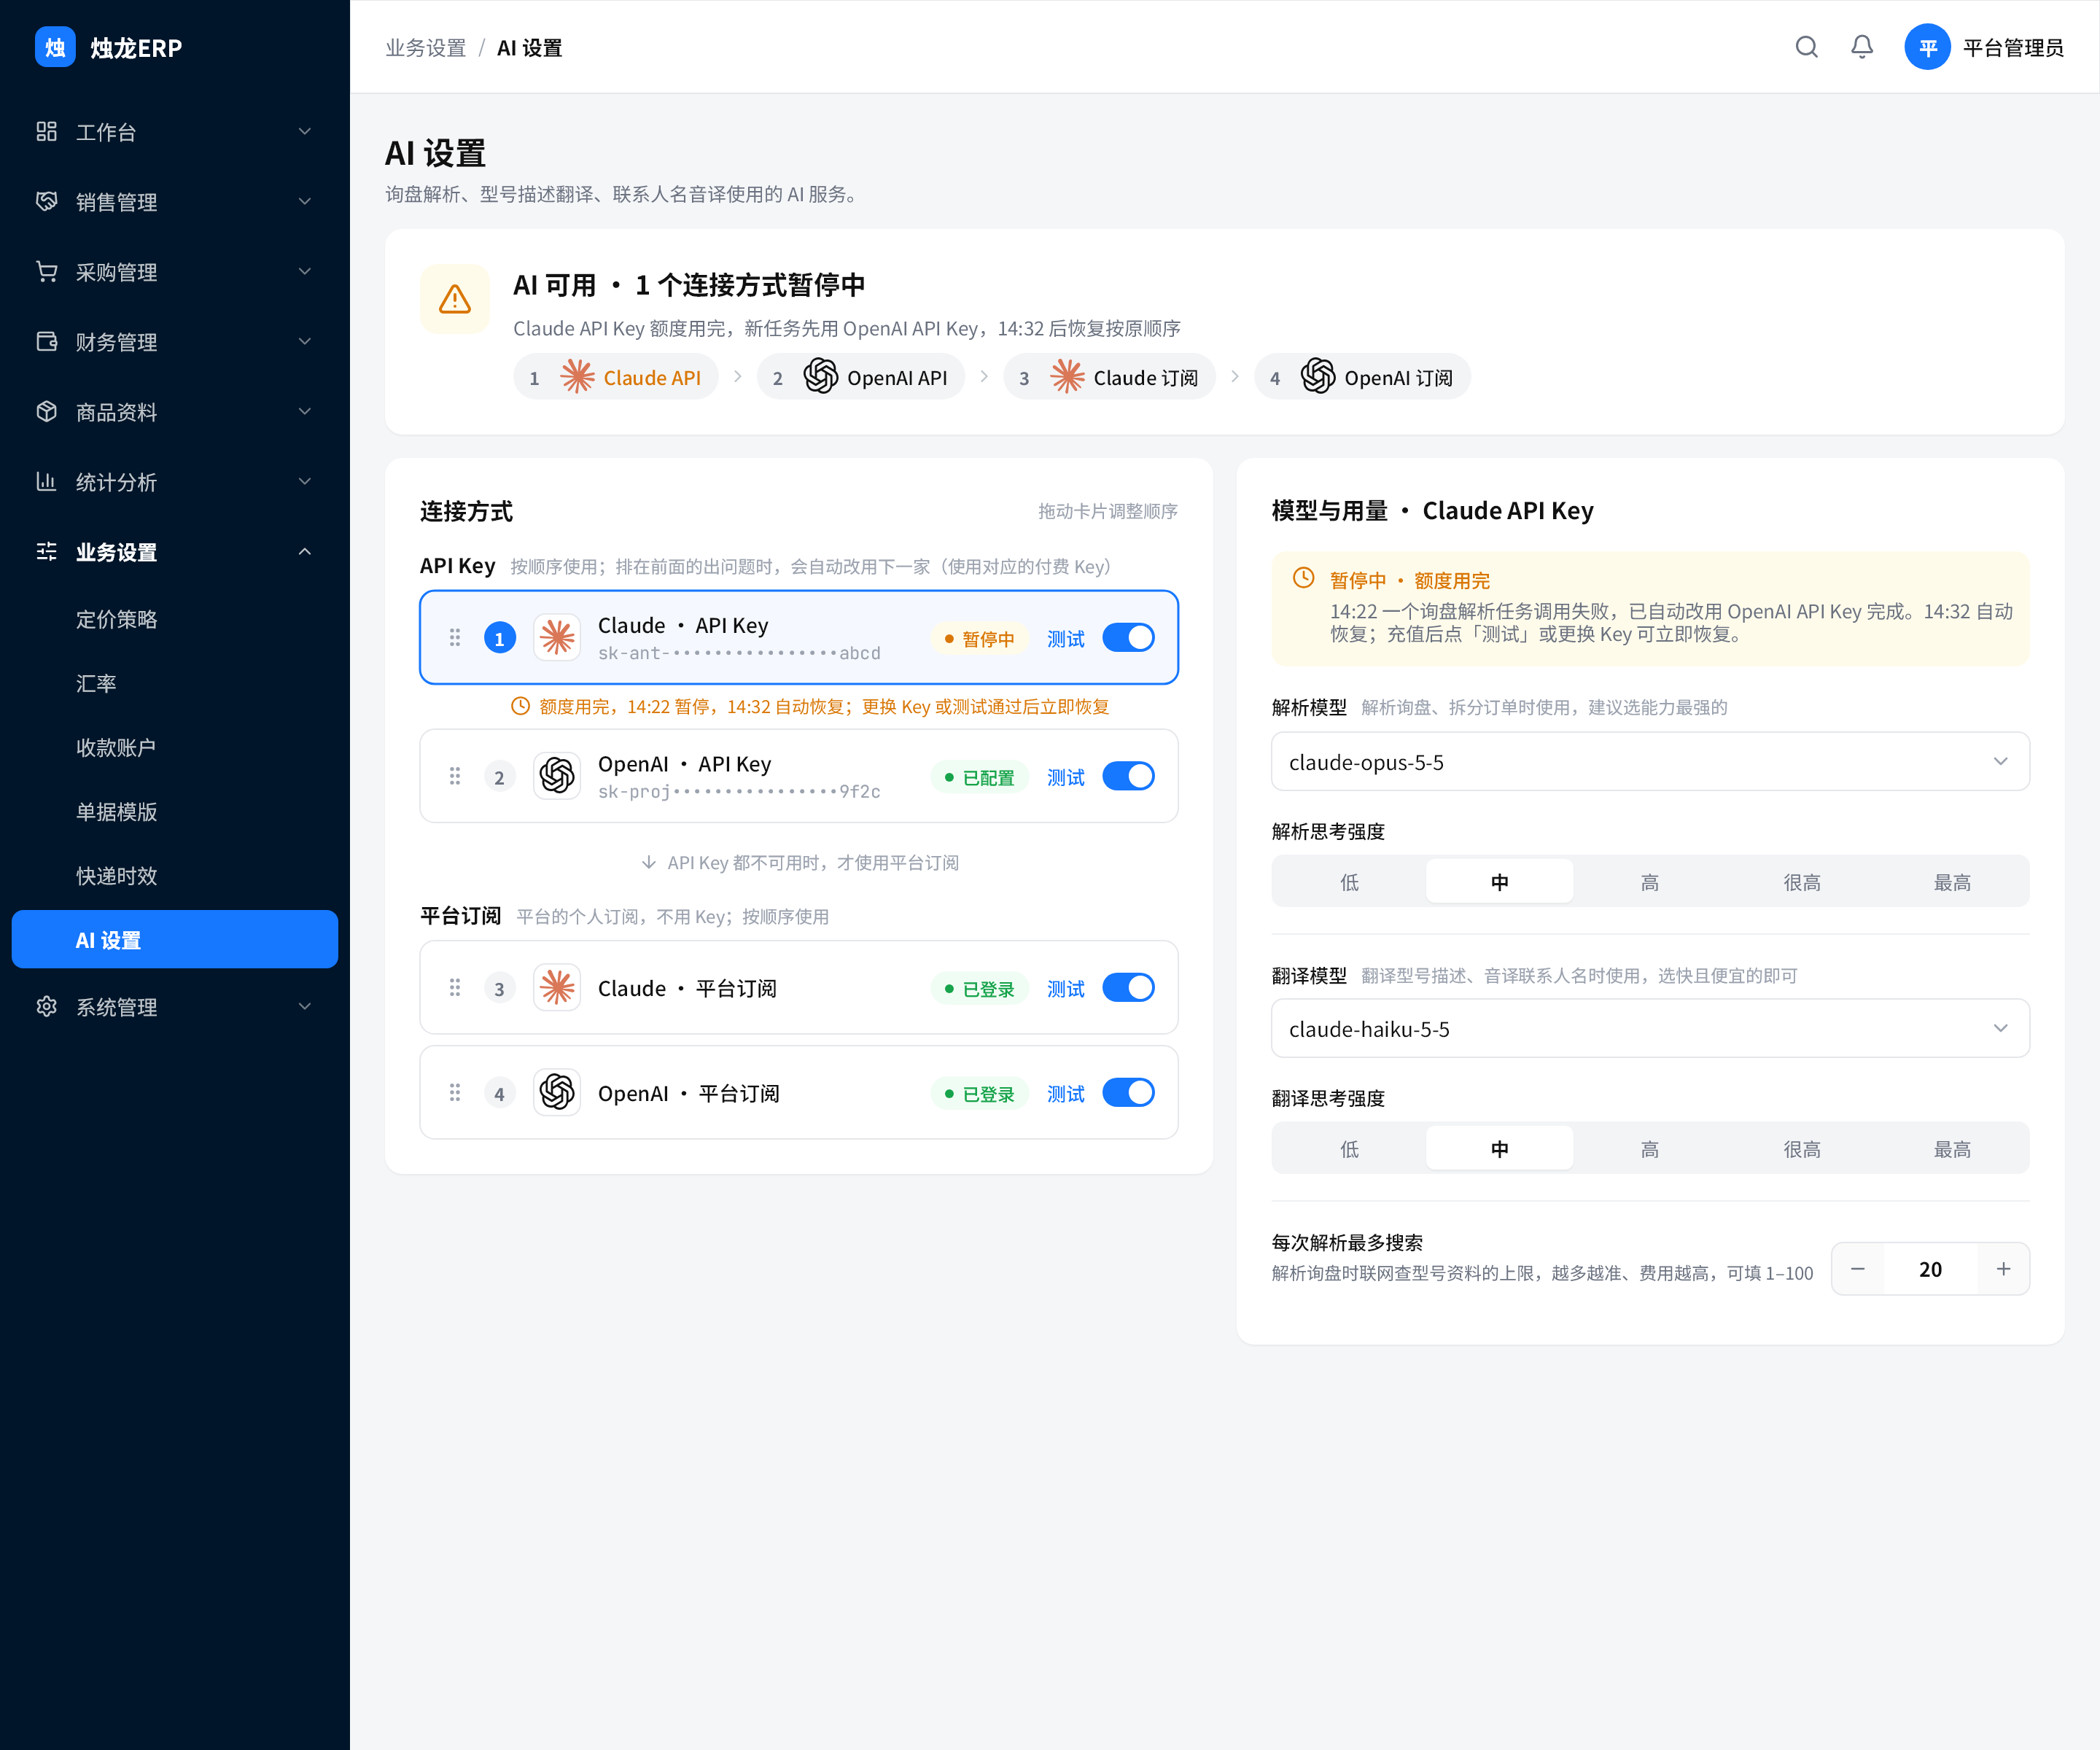 烛 烛龙ERP
工作台
销售管理
采购管理
财务管理
商品资料
统计分析
业务设置
定价策略
汇率
收款账户
单据模版
快递时效
AI 设置
系统管理
业务设置 / AI 设置
平 平台管理员
AI 设置
询盘解析、型号描述翻译、联系人名音译使用的 AI 服务。
AI 可用 · 1 个连接方式暂停中
Claude API Key 额度用完，新任务先用 OpenAI API Key，14:32 后恢复按原顺序
1 Claude API > 2 OpenAI API > 3 Claude 订阅 > 4 OpenAI 订阅
连接方式 拖动卡片调整顺序
API Key 按顺序使用；排在前面的出问题时，会自动改用下一家（使用对应的付费 Key）
1 Claude · API Key
sk-ant-••••••••••••••••abcd
暂停中 测试
额度用完，14:22 暂停，14:32 自动恢复；更换 Key 或测试通过后立即恢复
2 OpenAI · API Key
sk-proj••••••••••••••••9f2c
已配置 测试
↓ API Key 都不可用时，才使用平台订阅
平台订阅 平台的个人订阅，不用 Key；按顺序使用
3 Claude · 平台订阅 已登录 测试
4 OpenAI · 平台订阅 已登录 测试
模型与用量 · Claude API Key
暂停中 · 额度用完
14:22 一个询盘解析任务调用失败，已自动改用 OpenAI API Key 完成。14:32 自动
恢复；充值后点「测试」或更换 Key 可立即恢复。
解析模型 解析询盘、拆分订单时使用，建议选能力最强的
claude-opus-5-5
解析思考强度
低 中 高 很高 最高
翻译模型 翻译型号描述、音译联系人名时使用，选快且便宜的即可
claude-haiku-5-5
翻译思考强度
低 中 高 很高 最高
每次解析最多搜索
解析询盘时联网查型号资料的上限，越多越准、费用越高，可填 1–100
− 20 +